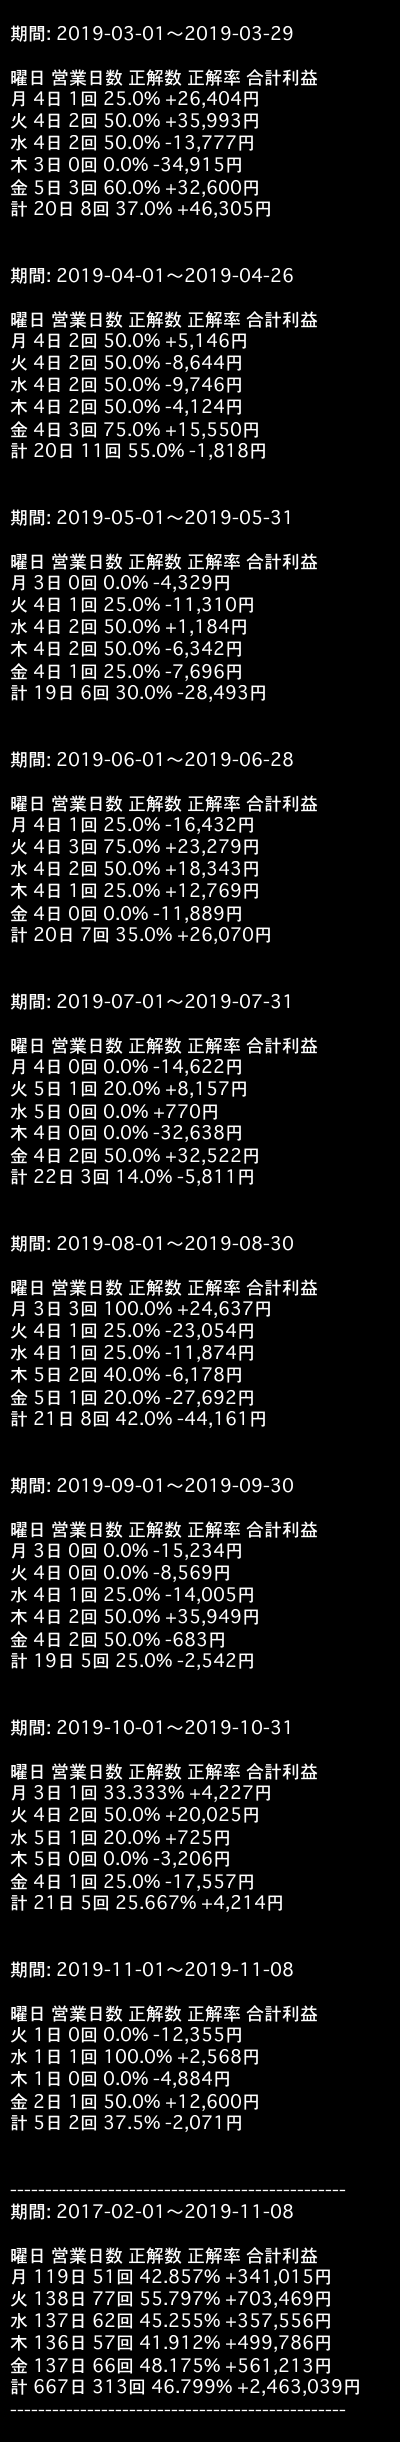 期間: 2019-03-01〜2019-03-29
曜日 営業日数 正解数 正解率 合計利益
月 4日 1回 25.0% +26,404円
火 4日 2回 50.0% +35,993円
水 4日 2回 50.0% -13,777円
木 3日 0回 0.0% -34,915円
金 5日 3回 60.0% +32,600円
計 20日 8回 37.0% +46,305円
期間: 2019-04-01〜2019-04-26
曜日 営業日数 正解数 正解率 合計利益
月 4日 2回 50.0% +5,146円
火 4日 2回 50.0% -8,644円
水 4日 2回 50.0% -9,746円
木 4日 2回 50.0% -4,124円
金 4日 3回 75.0% +15,550円
計 20日 11回 55.0% -1,818円
期間: 2019-05-01〜2019-05-31
曜日 営業日数 正解数 正解率 合計利益
月 3日 0回 0.0% -4,329円
火 4日 1回 25.0% -11,310円
水 4日 2回 50.0% +1,184円
木 4日 2回 50.0% -6,342円
金 4日 1回 25.0% -7,696円
計 19日 6回 30.0% -28,493円
期間: 2019-06-01〜2019-06-28
曜日 営業日数 正解数 正解率 合計利益
月 4日 1回 25.0% -16,432円
火 4日 3回 75.0% +23,279円
水 4日 2回 50.0% +18,343円
木 4日 1回 25.0% +12,769円
金 4日 0回 0.0% -11,889円
計 20日 7回 35.0% +26,070円
期間: 2019-07-01〜2019-07-31
曜日 営業日数 正解数 正解率 合計利益
月 4日 0回 0.0% -14,622円
火 5日 1回 20.0% +8,157円
水 5日 0回 0.0% +770円
木 4日 0回 0.0% -32,638円
金 4日 2回 50.0% +32,522円
計 22日 3回 14.0% -5,811円
期間: 2019-08-01〜2019-08-30
曜日 営業日数 正解数 正解率 合計利益
月 3日 3回 100.0% +24,637円
火 4日 1回 25.0% -23,054円
水 4日 1回 25.0% -11,874円
木 5日 2回 40.0% -6,178円
金 5日 1回 20.0% -27,692円
計 21日 8回 42.0% -44,161円
期間: 2019-09-01〜2019-09-30
曜日 営業日数 正解数 正解率 合計利益
月 3日 0回 0.0% -15,234円
火 4日 0回 0.0% -8,569円
水 4日 1回 25.0% -14,005円
木 4日 2回 50.0% +35,949円
金 4日 2回 50.0% -683円
計 19日 5回 25.0% -2,542円
期間: 2019-10-01〜2019-10-31
曜日 営業日数 正解数 正解率 合計利益
月 3日 1回 33.333% +4,227円
火 4日 2回 50.0% +20,025円
水 5日 1回 20.0% +725円
木 5日 0回 0.0% -3,206円
金 4日 1回 25.0% -17,557円
計 21日 5回 25.667% +4,214円
期間: 2019-11-01〜2019-11-08
曜日 営業日数 正解数 正解率 合計利益
火 1日 0回 0.0% -12,355円
水 1日 1回 100.0% +2,568円
木 1日 0回 0.0% -4,884円
金 2日 1回 50.0% +12,600円
計 5日 2回 37.5% -2,071円
------------------------------------------------
期間: 2017-02-01〜2019-11-08
曜日 営業日数 正解数 正解率 合計利益
月 119日 51回 42.857% +341,015円
火 138日 77回 55.797% +703,469円
水 137日 62回 45.255% +357,556円
木 136日 57回 41.912% +499,786円
金 137日 66回 48.175% +561,213円
計 667日 313回 46.799% +2,463,039円
------------------------------------------------